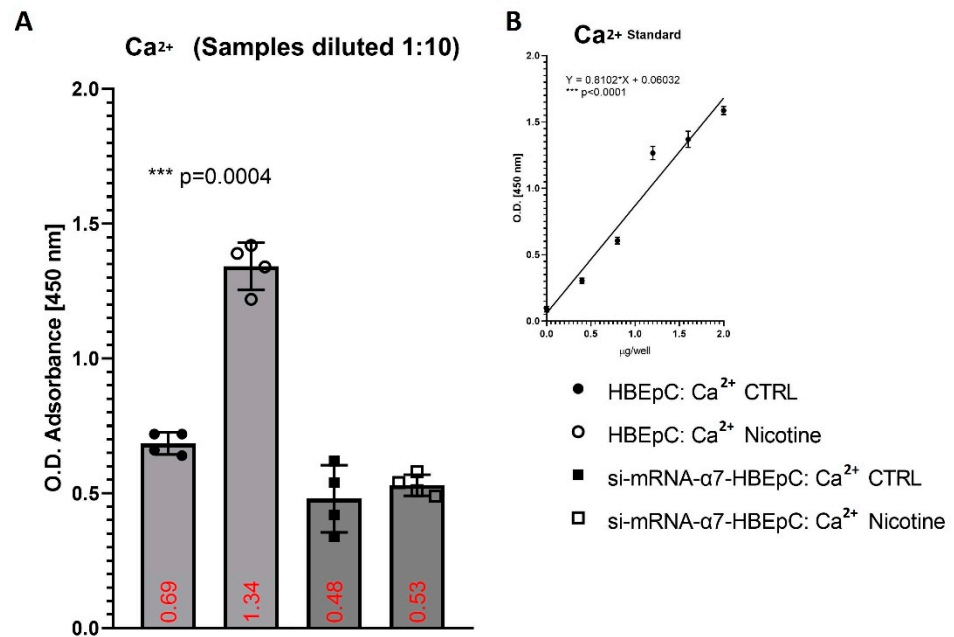 A
Ca2+ (Samples diluted 1:10)
O.D. Adsorbance [450 nm]
2.0
1.5
1.0
0.5
0.0
*** p=0.0004
0.69
1.34
0.48
0.53
B
Ca2+ Standard
Y = 0.8102*X + 0.06032
*** p<0.0001
O.D. [450 nm]
2.0
1.5
1.0
0.5
0.0
0.0 0.5 1.0 1.5 2.0
µg/well
HBEpC: Ca2+ CTRL
HBEpC: Ca2+ Nicotine
si-mRNA-α7-HBEpC: Ca2+ CTRL
si-mRNA-α7-HBEpC: Ca2+ Nicotine